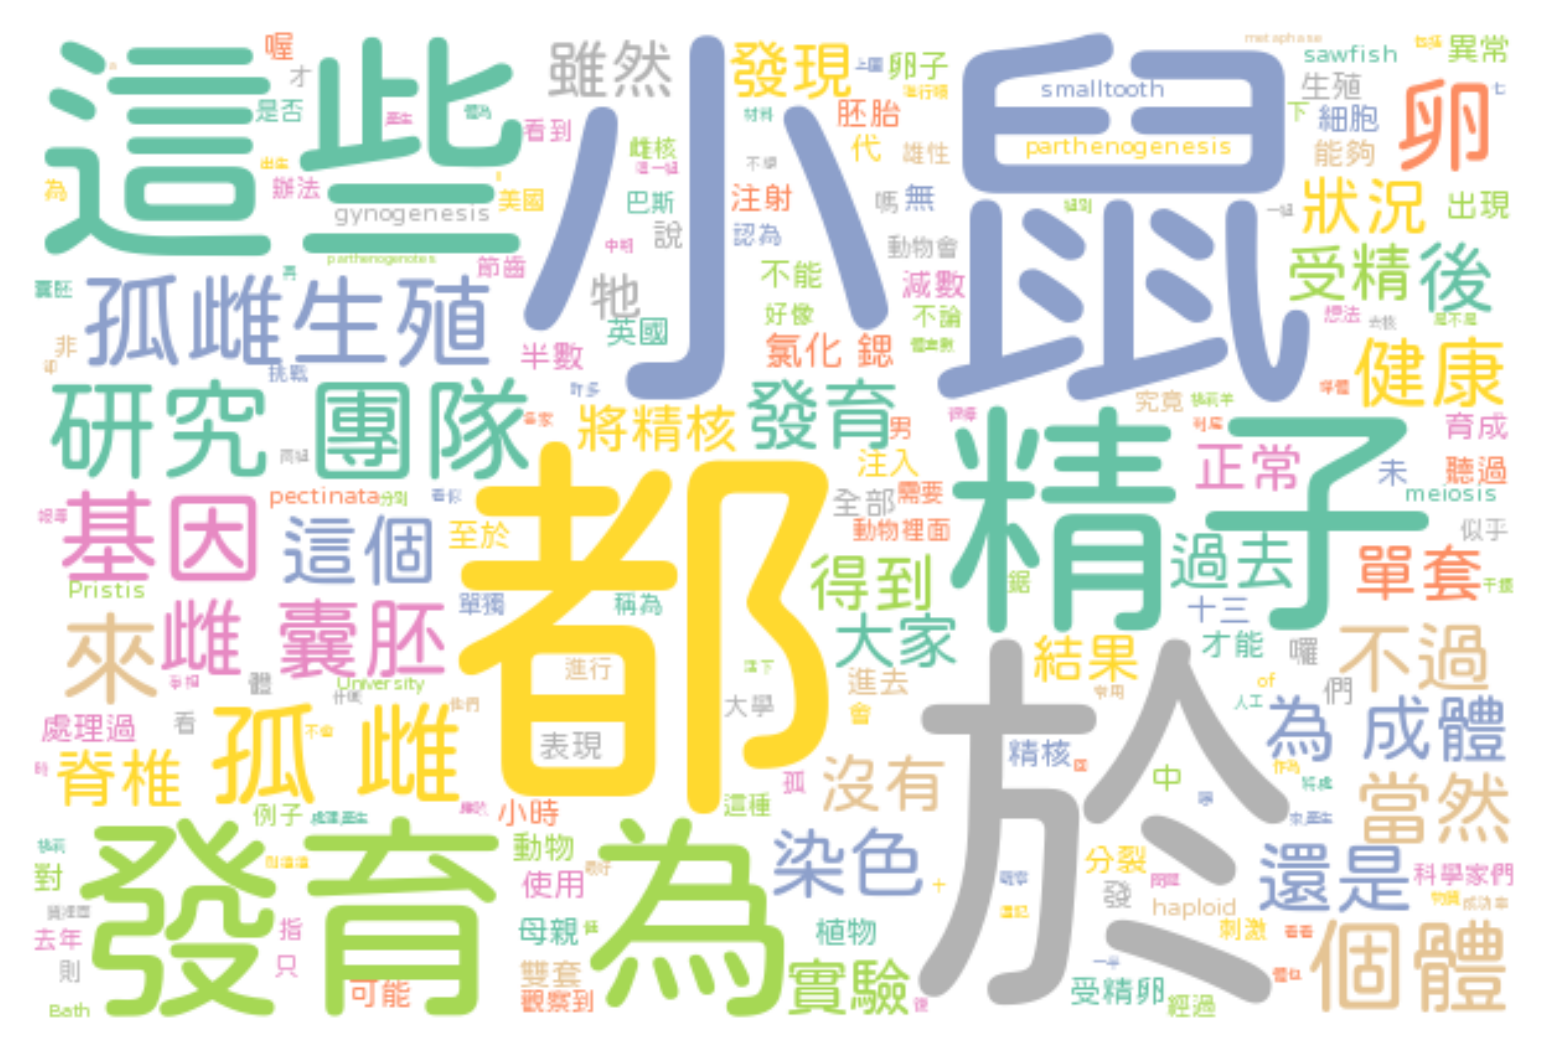 這些
小鼠
雖然
發現
卵子
sawfish
異常
喔
才
是否
看到
胚胎
smalltooth
生殖
卵
細胞
parthenogenesis
雌核
代
雄性
能夠
為
辦法
gynogenesis
美國
巴斯
注射
嗎
無
狀況
出現
說
認為
動物會
parthenogenotes
節齒
牠
不能
減數
受精
後
囊胚
孤雌生殖
英國
好像
不論
非
挑戰
半數
氯化
鍶
健康
研究
團隊
將精核
發育
男
究竟
育成
精子
正常
未
聽過
注入
pectinata
全部
需要
meiosis
基因
這個
至於
動物裡面
似乎
都
過去
單套
Pristis
單獨
稱為
得到
鋸
十三
來
雌
囊胚
大家
結果
才能
囉
不過
進行
進去
University
大學
會
of
們
處理過
看
孤
雌
表現
於
精核
為
成體
脊椎
沒有
中
這種
當然
例子
小時
發育
為
動物
染色
分裂
還是
科學家們
對
使用
發
haploid
去年
指
母親
植物
刺激
個體
則
只
雙套
實驗
Bath
可能
觀察到
受精卵
經過